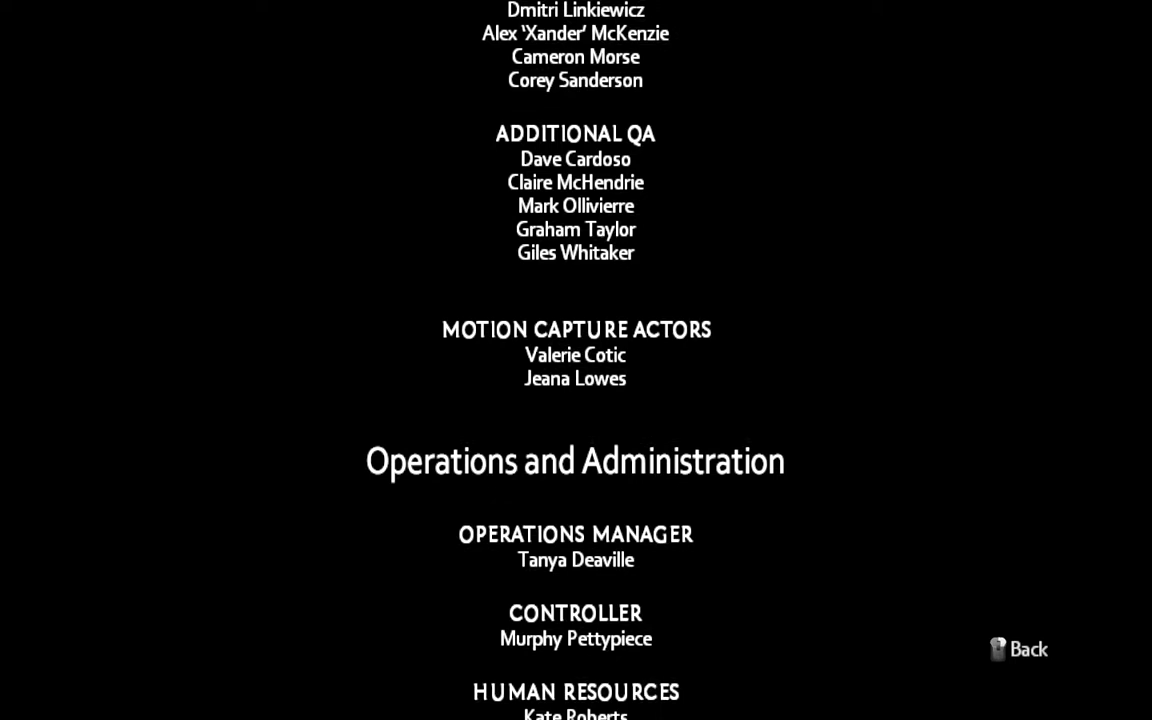 Dmitri Linkiewicz
Alex ‘Xander’ McKenzie
Cameron Morse
Corey Sanderson
ADDITIONAL QA
Dave Cardoso
Claire McHendrie
Mark Ollivierre
Graham Taylor
Giles Whitaker
MOTION CAPTURE ACTORS
Valerie Cotic
Jeana Lowes
Operations and Administration
OPERATIONS MANAGER
Tanya Deaville
CONTROLLER
Murphy Pettypiece
Back
HUMAN RESOURCES
Kate Roberts